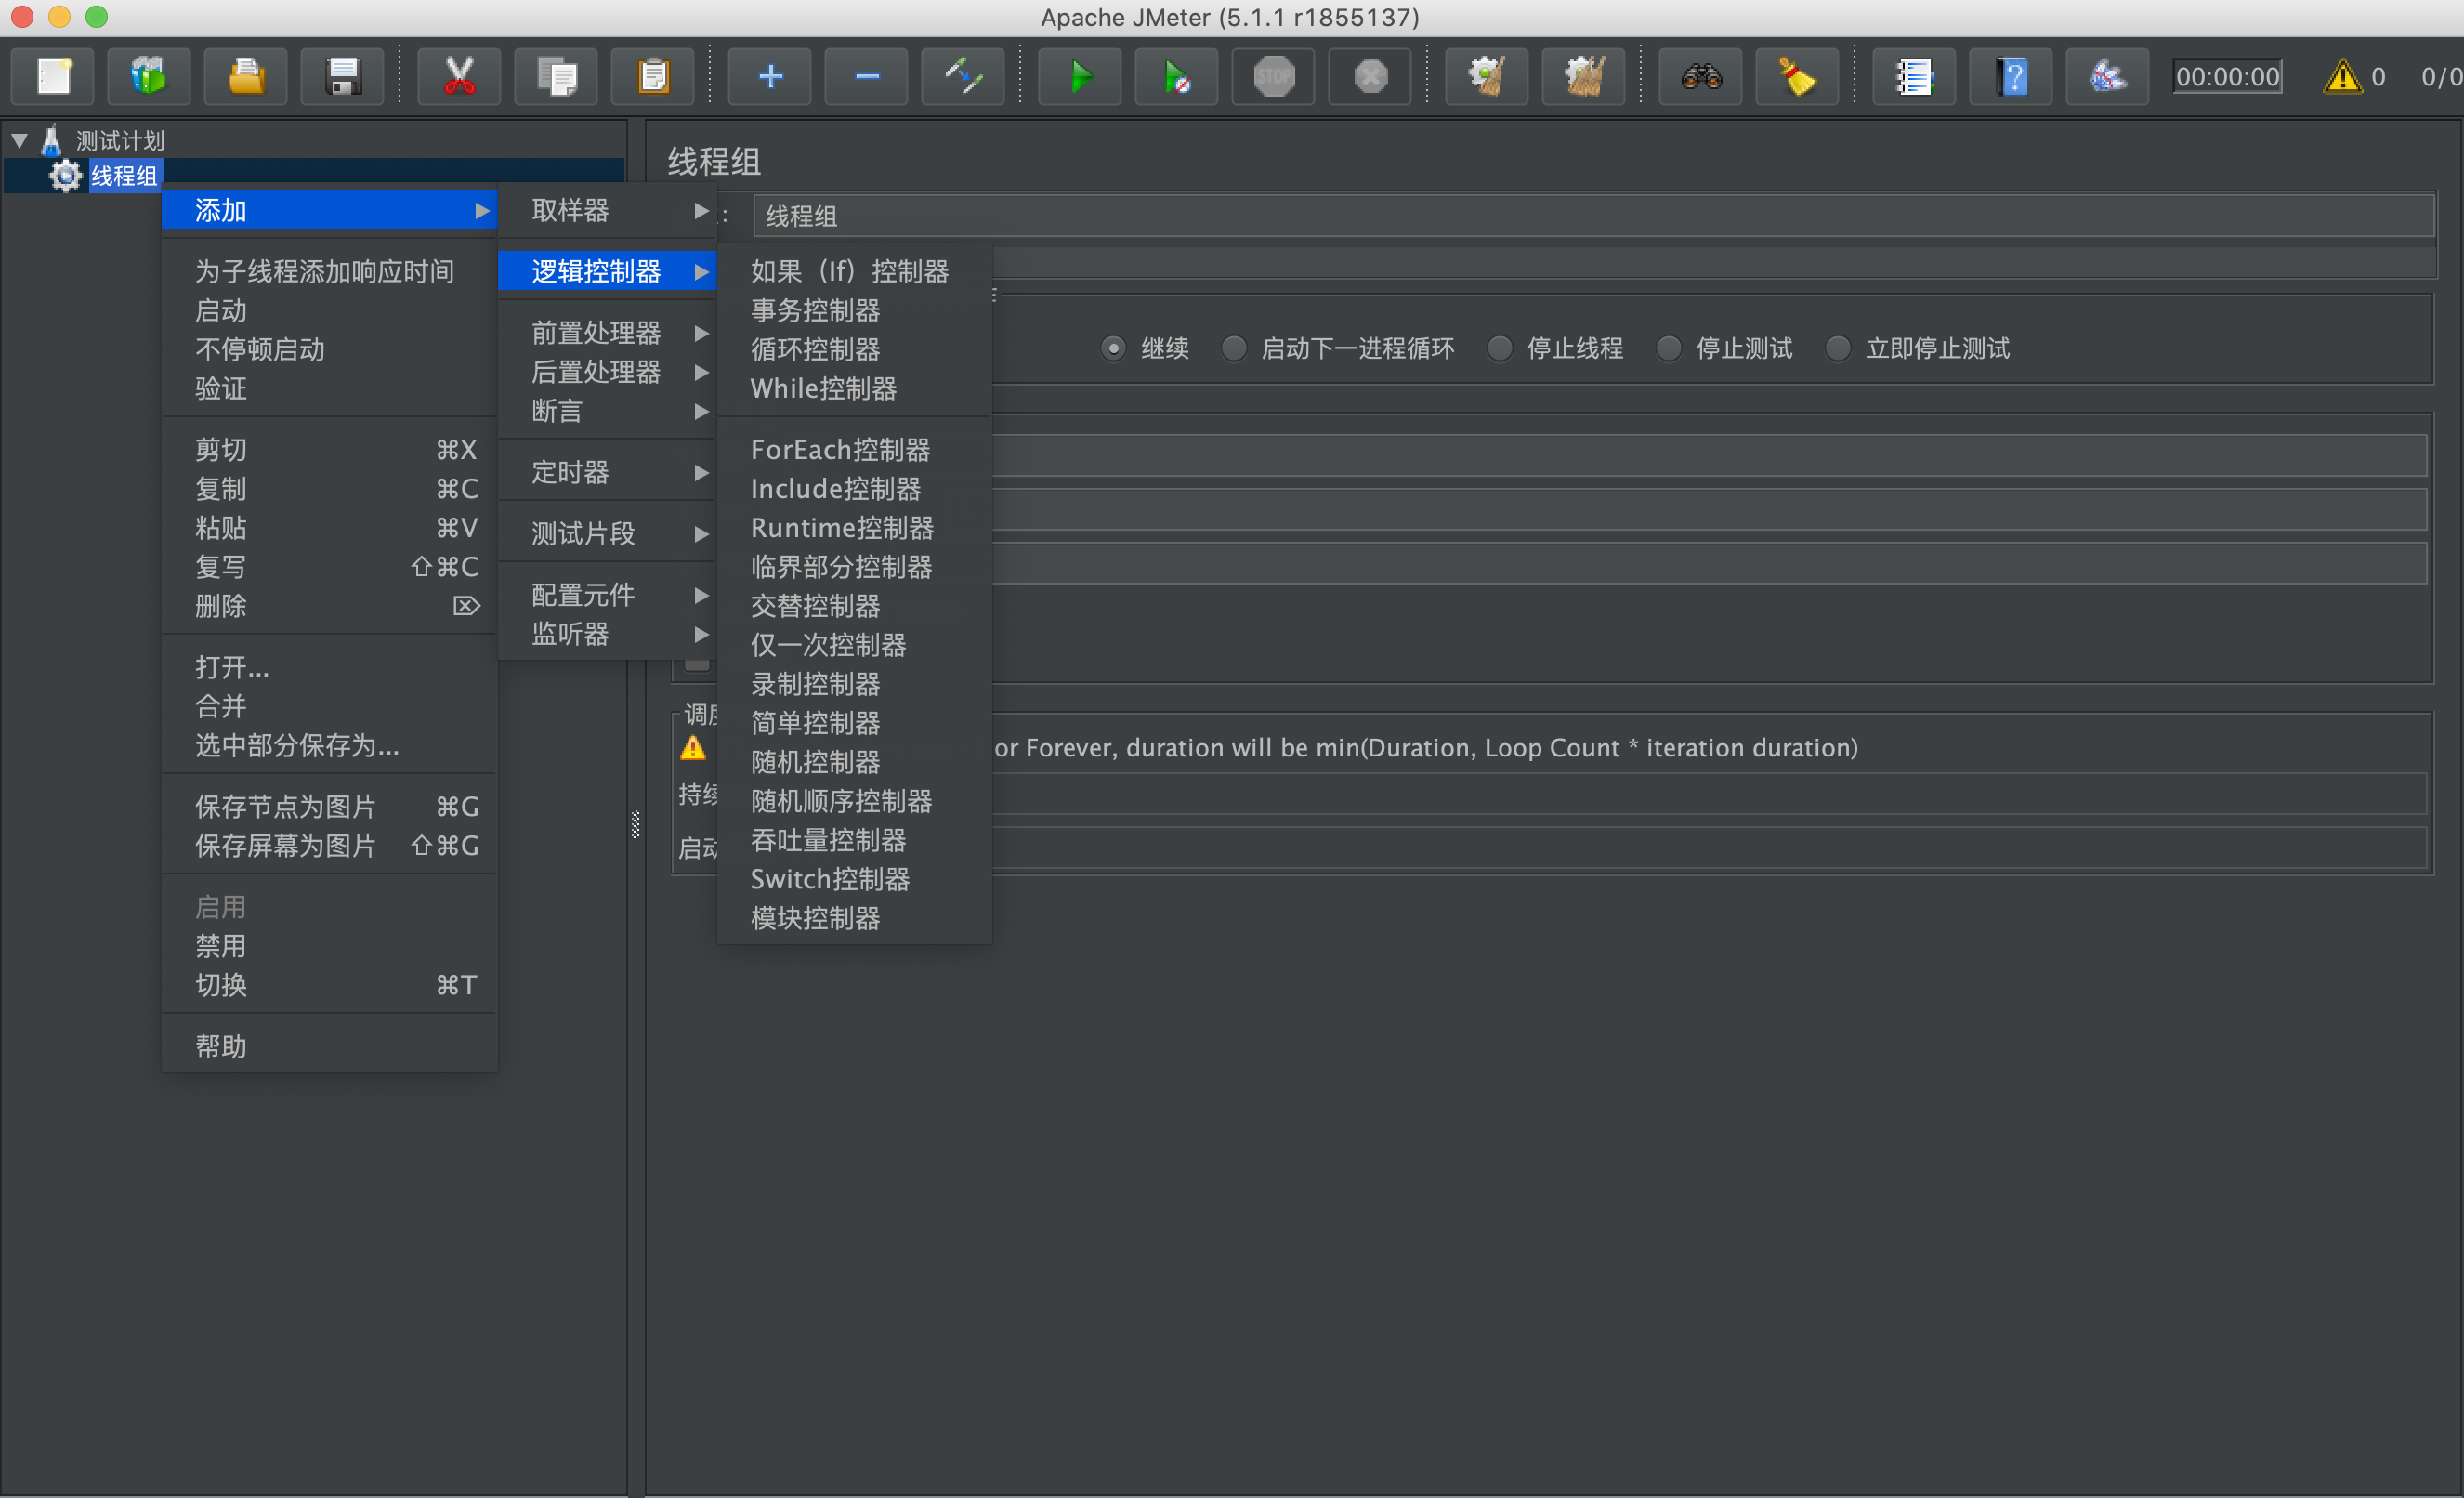 Apache JMeter (5.1.1 r1855137)
STOP
?
00:00:00
0
0/0
测试计划
线程组
添加
为子线程添加响应时间
启动
不停顿启动
验证
剪切 ⌘X
复制 ⌘C
粘贴 ⌘V
复写 ⇧⌘C
删除 ⌦
打开...
合并
选中部分保存为...
保存节点为图片 ⌘G
保存屏幕为图片 ⇧⌘G
启用
禁用
切换 ⌘T
帮助
取样器
逻辑控制器
前置处理器
后置处理器
断言
定时器
测试片段
配置元件
监听器
如果（If）控制器
事务控制器
循环控制器
While控制器
ForEach控制器
Include控制器
Runtime控制器
临界部分控制器
交替控制器
仅一次控制器
录制控制器
简单控制器
随机控制器
随机顺序控制器
吞吐量控制器
Switch控制器
模块控制器
线程组
: 线程组
继续 启动下一进程循环 停止线程 停止测试 立即停止测试
调度
or Forever, duration will be min(Duration, Loop Count * iteration duration)
持续
启动